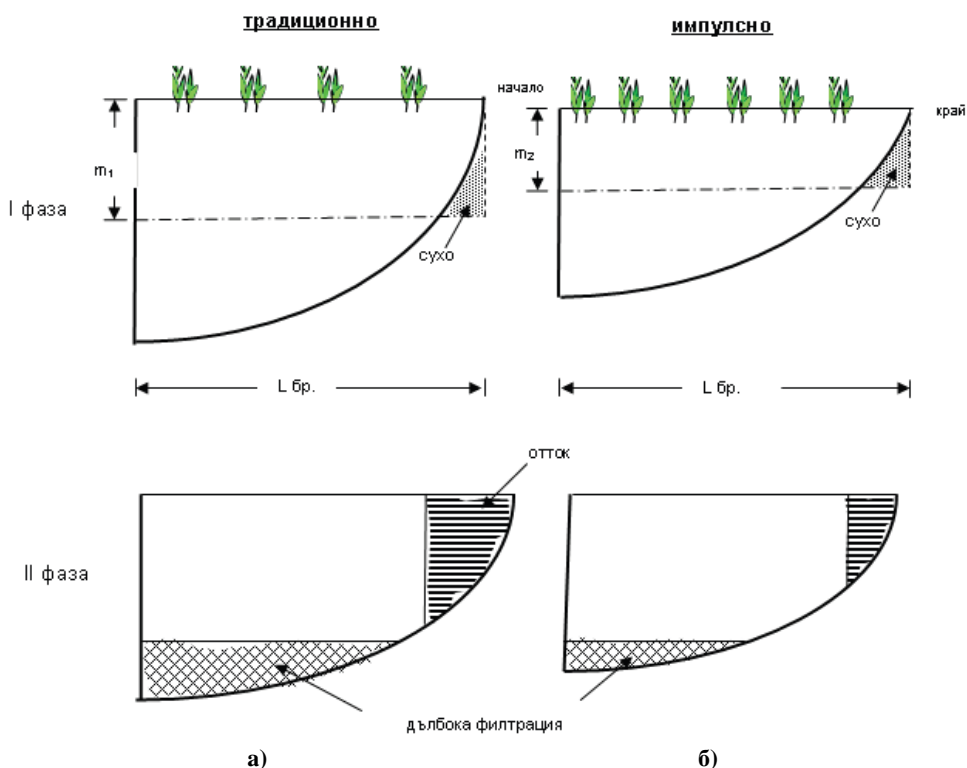 традиционно
импулсно
начало
край
m₁
m₂
I фаза
сухо
сухо
L бр.
L бр.
отток
II фаза
дълбока филтрация
а)
б)